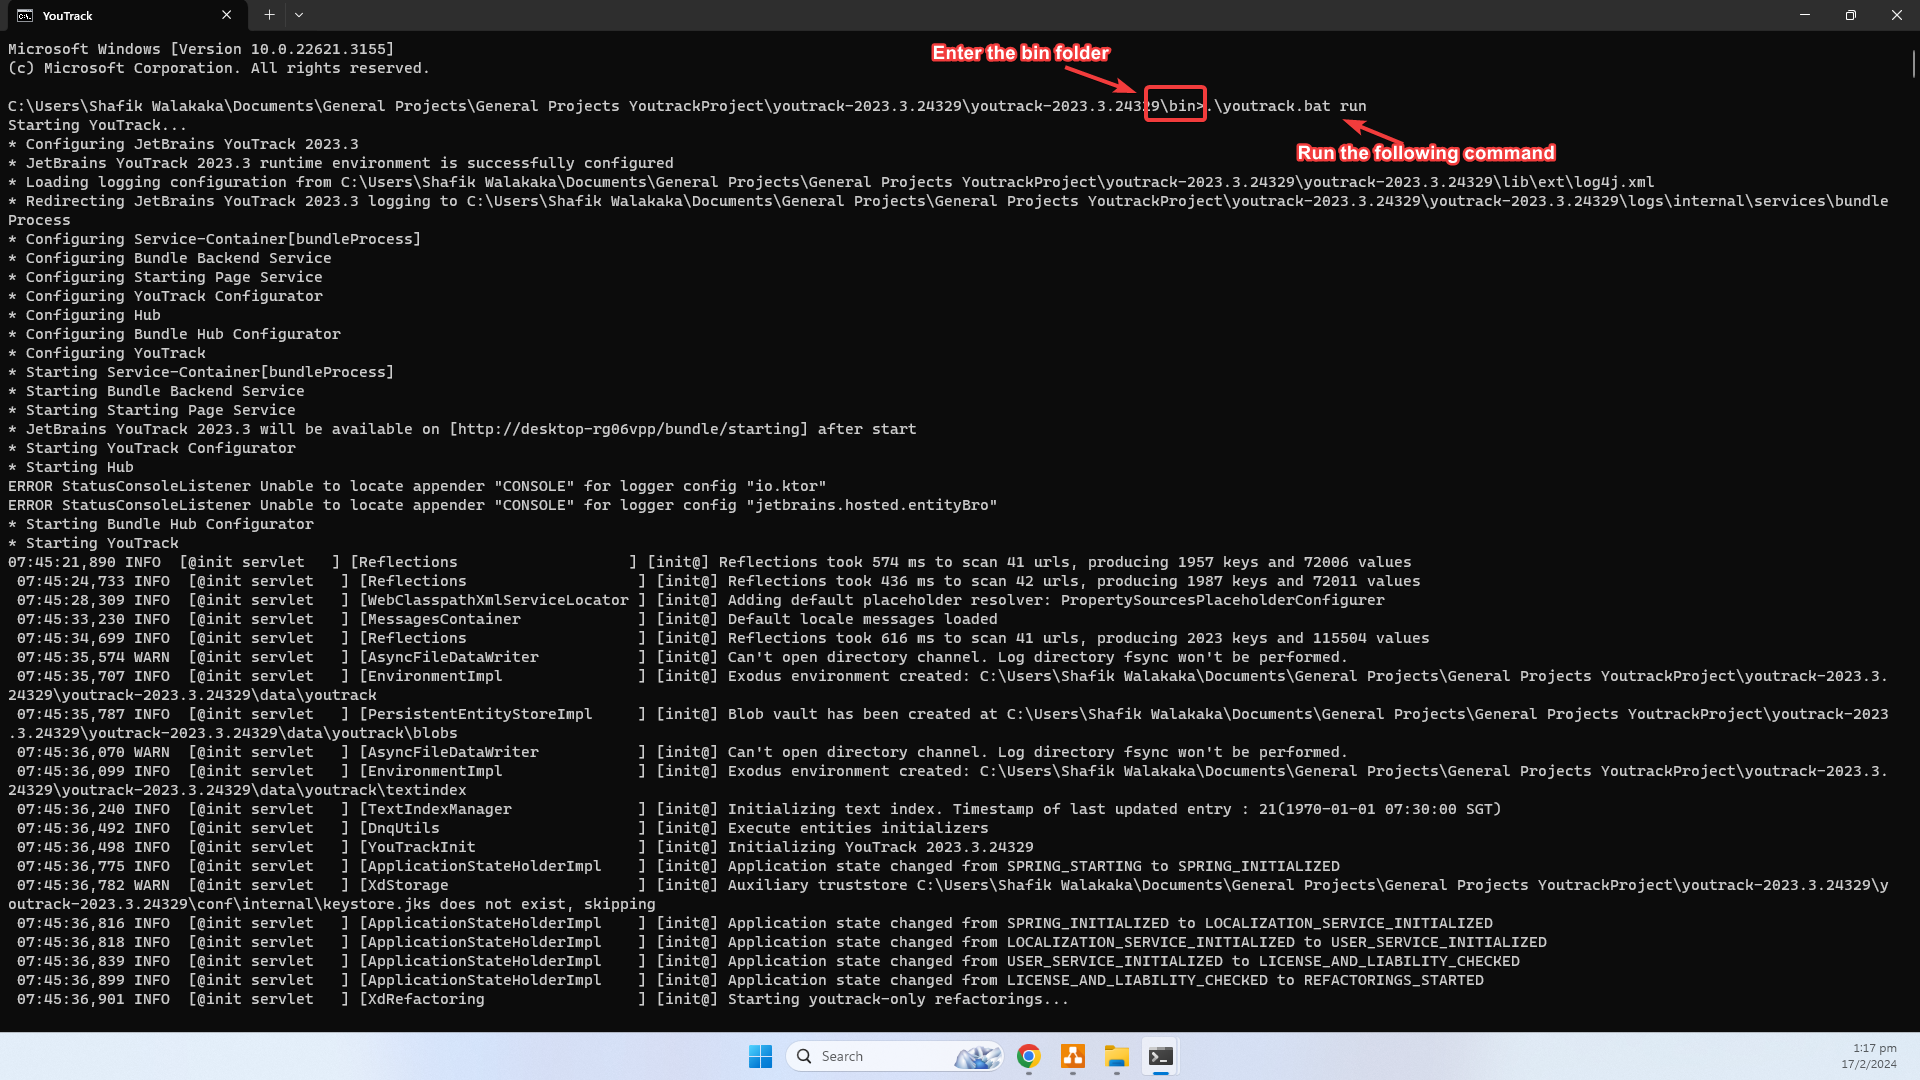 YouTrack
Microsoft Windows [Version 10.0.22621.3155]
(c) Microsoft Corporation. All rights reserved.
Enter the bin folder
C:\Users\Shafik Walakaka\Documents\General Projects\General Projects YoutrackProject\youtrack-2023.3.24329\youtrack-2023.3.24329\bin>.\youtrack.bat run
Run the following command
Starting YouTrack...
* Configuring JetBrains YouTrack 2023.3
* JetBrains YouTrack 2023.3 runtime environment is successfully configured
* Loading logging configuration from C:\Users\Shafik Walakaka\Documents\General Projects\General Projects YoutrackProject\youtrack-2023.3.24329\youtrack-2023.3.24329\lib\ext\log4j.xml
* Redirecting JetBrains YouTrack 2023.3 logging to C:\Users\Shafik Walakaka\Documents\General Projects\General Projects YoutrackProject\youtrack-2023.3.24329\youtrack-2023.3.24329\logs\internal\services\bundle
Process
* Configuring Service-Container[bundleProcess]
* Configuring Bundle Backend Service
* Configuring Starting Page Service
* Configuring YouTrack Configurator
* Configuring Hub
* Configuring Bundle Hub Configurator
* Configuring YouTrack
* Starting Service-Container[bundleProcess]
* Starting Bundle Backend Service
* Starting Starting Page Service
* JetBrains YouTrack 2023.3 will be available on [http://desktop-rg06vpp/bundle/starting] after start
* Starting YouTrack Configurator
* Starting Hub
ERROR StatusConsoleListener Unable to locate appender "CONSOLE" for logger config "io.ktor"
ERROR StatusConsoleListener Unable to locate appender "CONSOLE" for logger config "jetbrains.hosted.entityBro"
* Starting Bundle Hub Configurator
* Starting YouTrack
07:45:21,890 INFO  [@init servlet   ] [Reflections                   ] [init@] Reflections took 574 ms to scan 41 urls, producing 1957 keys and 72006 values
07:45:24,733 INFO  [@init servlet   ] [Reflections                   ] [init@] Reflections took 436 ms to scan 42 urls, producing 1987 keys and 72011 values
07:45:28,309 INFO  [@init servlet   ] [WebClasspathXmlServiceLocator ] [init@] Adding default placeholder resolver: PropertySourcesPlaceholderConfigurer
07:45:33,230 INFO  [@init servlet   ] [MessagesContainer             ] [init@] Default locale messages loaded
07:45:34,699 INFO  [@init servlet   ] [Reflections                   ] [init@] Reflections took 616 ms to scan 41 urls, producing 2023 keys and 115504 values
07:45:35,574 WARN  [@init servlet   ] [AsyncFileDataWriter           ] [init@] Can't open directory channel. Log directory fsync won't be performed.
07:45:35,707 INFO  [@init servlet   ] [EnvironmentImpl               ] [init@] Exodus environment created: C:\Users\Shafik Walakaka\Documents\General Projects\General Projects YoutrackProject\youtrack-2023.3.
24329\youtrack-2023.3.24329\data\youtrack
07:45:35,787 INFO  [@init servlet   ] [PersistentEntityStoreImpl     ] [init@] Blob vault has been created at C:\Users\Shafik Walakaka\Documents\General Projects\General Projects YoutrackProject\youtrack-2023
.3.24329\youtrack-2023.3.24329\data\youtrack\blobs
07:45:36,070 WARN  [@init servlet   ] [AsyncFileDataWriter           ] [init@] Can't open directory channel. Log directory fsync won't be performed.
07:45:36,099 INFO  [@init servlet   ] [EnvironmentImpl               ] [init@] Exodus environment created: C:\Users\Shafik Walakaka\Documents\General Projects\General Projects YoutrackProject\youtrack-2023.3.
24329\youtrack-2023.3.24329\data\youtrack\textindex
07:45:36,240 INFO  [@init servlet   ] [TextIndexManager              ] [init@] Initializing text index. Timestamp of last updated entry : 21(1970-01-01 07:30:00 SGT)
07:45:36,492 INFO  [@init servlet   ] [DnqUtils                      ] [init@] Execute entities initializers
07:45:36,498 INFO  [@init servlet   ] [YouTrackInit                  ] [init@] Initializing YouTrack 2023.3.24329
07:45:36,775 INFO  [@init servlet   ] [ApplicationStateHolderImpl    ] [init@] Application state changed from SPRING_STARTING to SPRING_INITIALIZED
07:45:36,782 WARN  [@init servlet   ] [XdStorage                     ] [init@] Auxiliary truststore C:\Users\Shafik Walakaka\Documents\General Projects\General Projects YoutrackProject\youtrack-2023.3.24329\y
outrack-2023.3.24329\conf\internal\keystore.jks does not exist, skipping
07:45:36,816 INFO  [@init servlet   ] [ApplicationStateHolderImpl    ] [init@] Application state changed from SPRING_INITIALIZED to LOCALIZATION_SERVICE_INITIALIZED
07:45:36,818 INFO  [@init servlet   ] [ApplicationStateHolderImpl    ] [init@] Application state changed from LOCALIZATION_SERVICE_INITIALIZED to USER_SERVICE_INITIALIZED
07:45:36,839 INFO  [@init servlet   ] [ApplicationStateHolderImpl    ] [init@] Application state changed from USER_SERVICE_INITIALIZED to LICENSE_AND_LIABILITY_CHECKED
07:45:36,899 INFO  [@init servlet   ] [ApplicationStateHolderImpl    ] [init@] Application state changed from LICENSE_AND_LIABILITY_CHECKED to REFACTORINGS_STARTED
07:45:36,901 INFO  [@init servlet   ] [XdRefactoring                 ] [init@] Starting youtrack-only refactorings...
Search
1:17 pm
17/2/2024